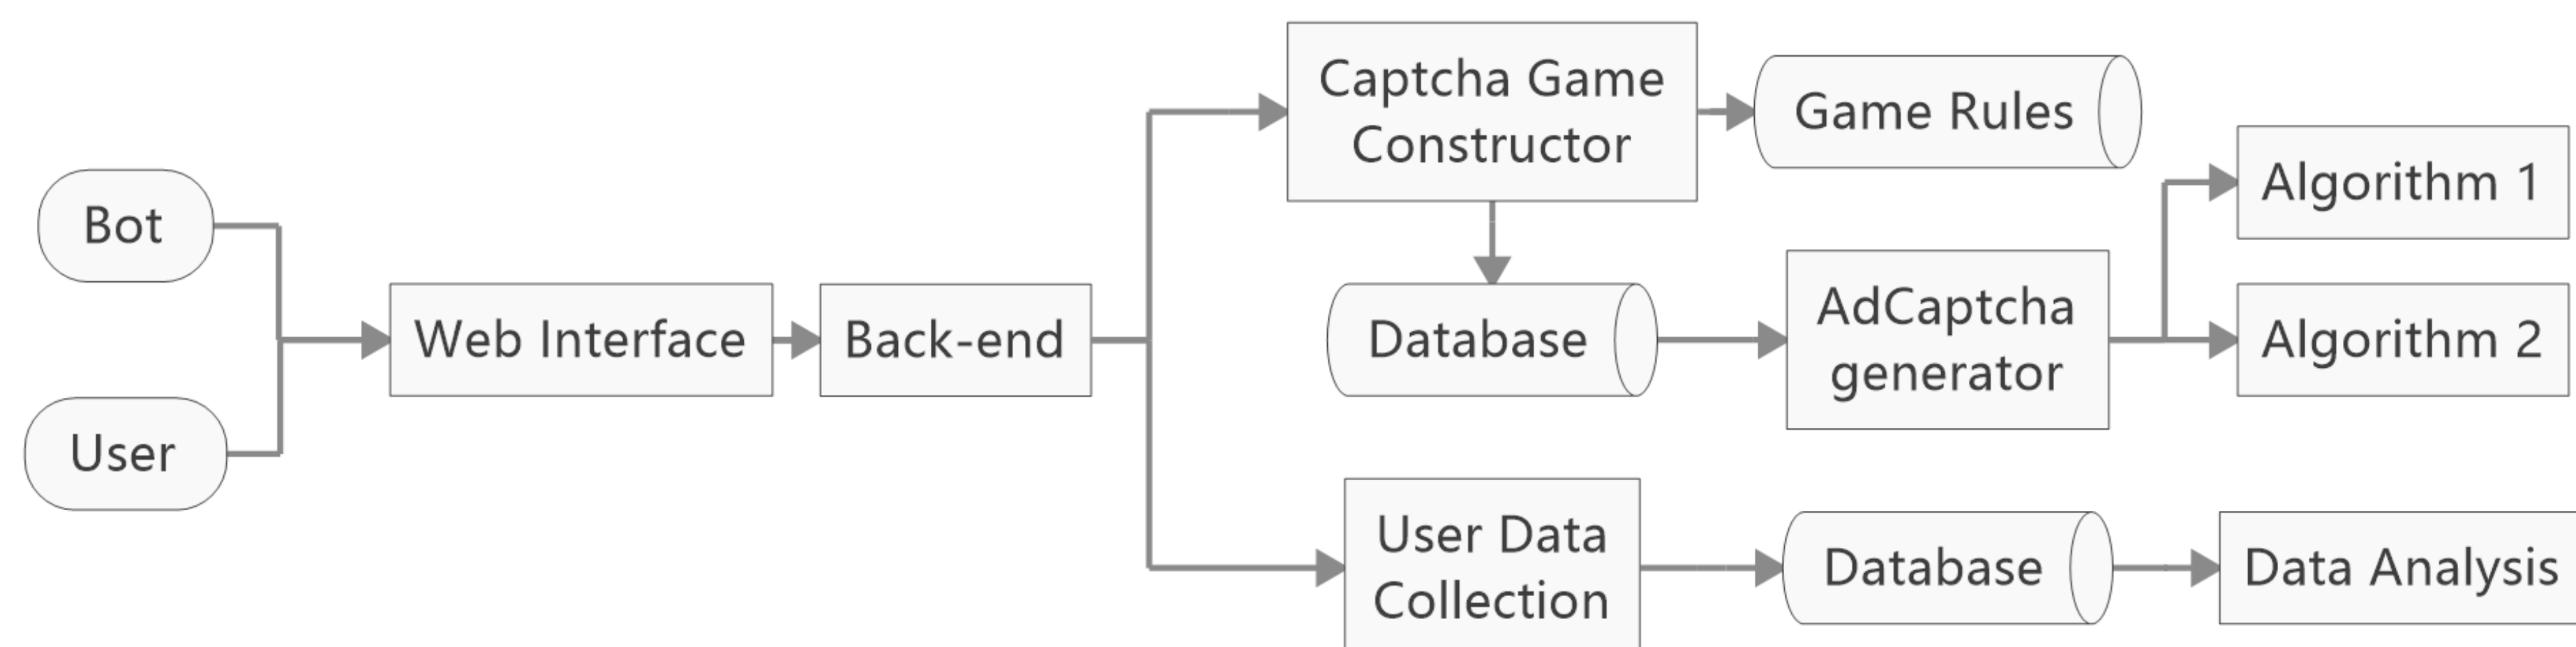 Bot
User
Web Interface
Back-end
Captcha Game
Constructor
Game Rules
Database
AdCaptcha
generator
Algorithm 1
Algorithm 2
User Data
Collection
Database
Data Analysis